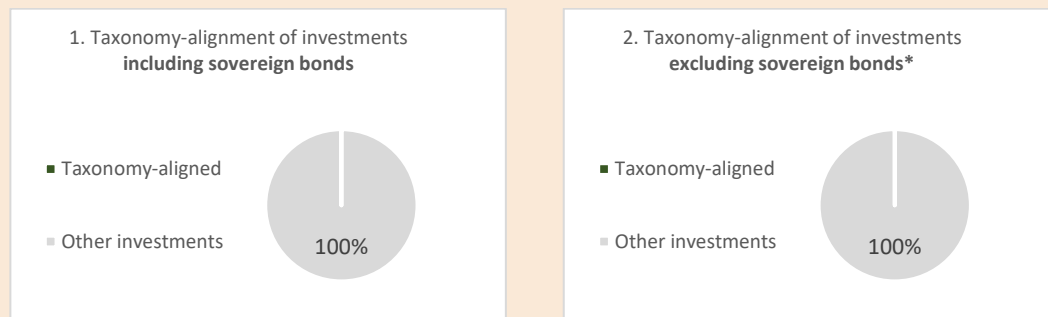 1. Taxonomy-alignment of investments
including sovereign bonds
Taxonomy-aligned
Other investments
100%
2. Taxonomy-alignment of investments
excluding sovereign bonds*
Taxonomy-aligned
Other investments
100%